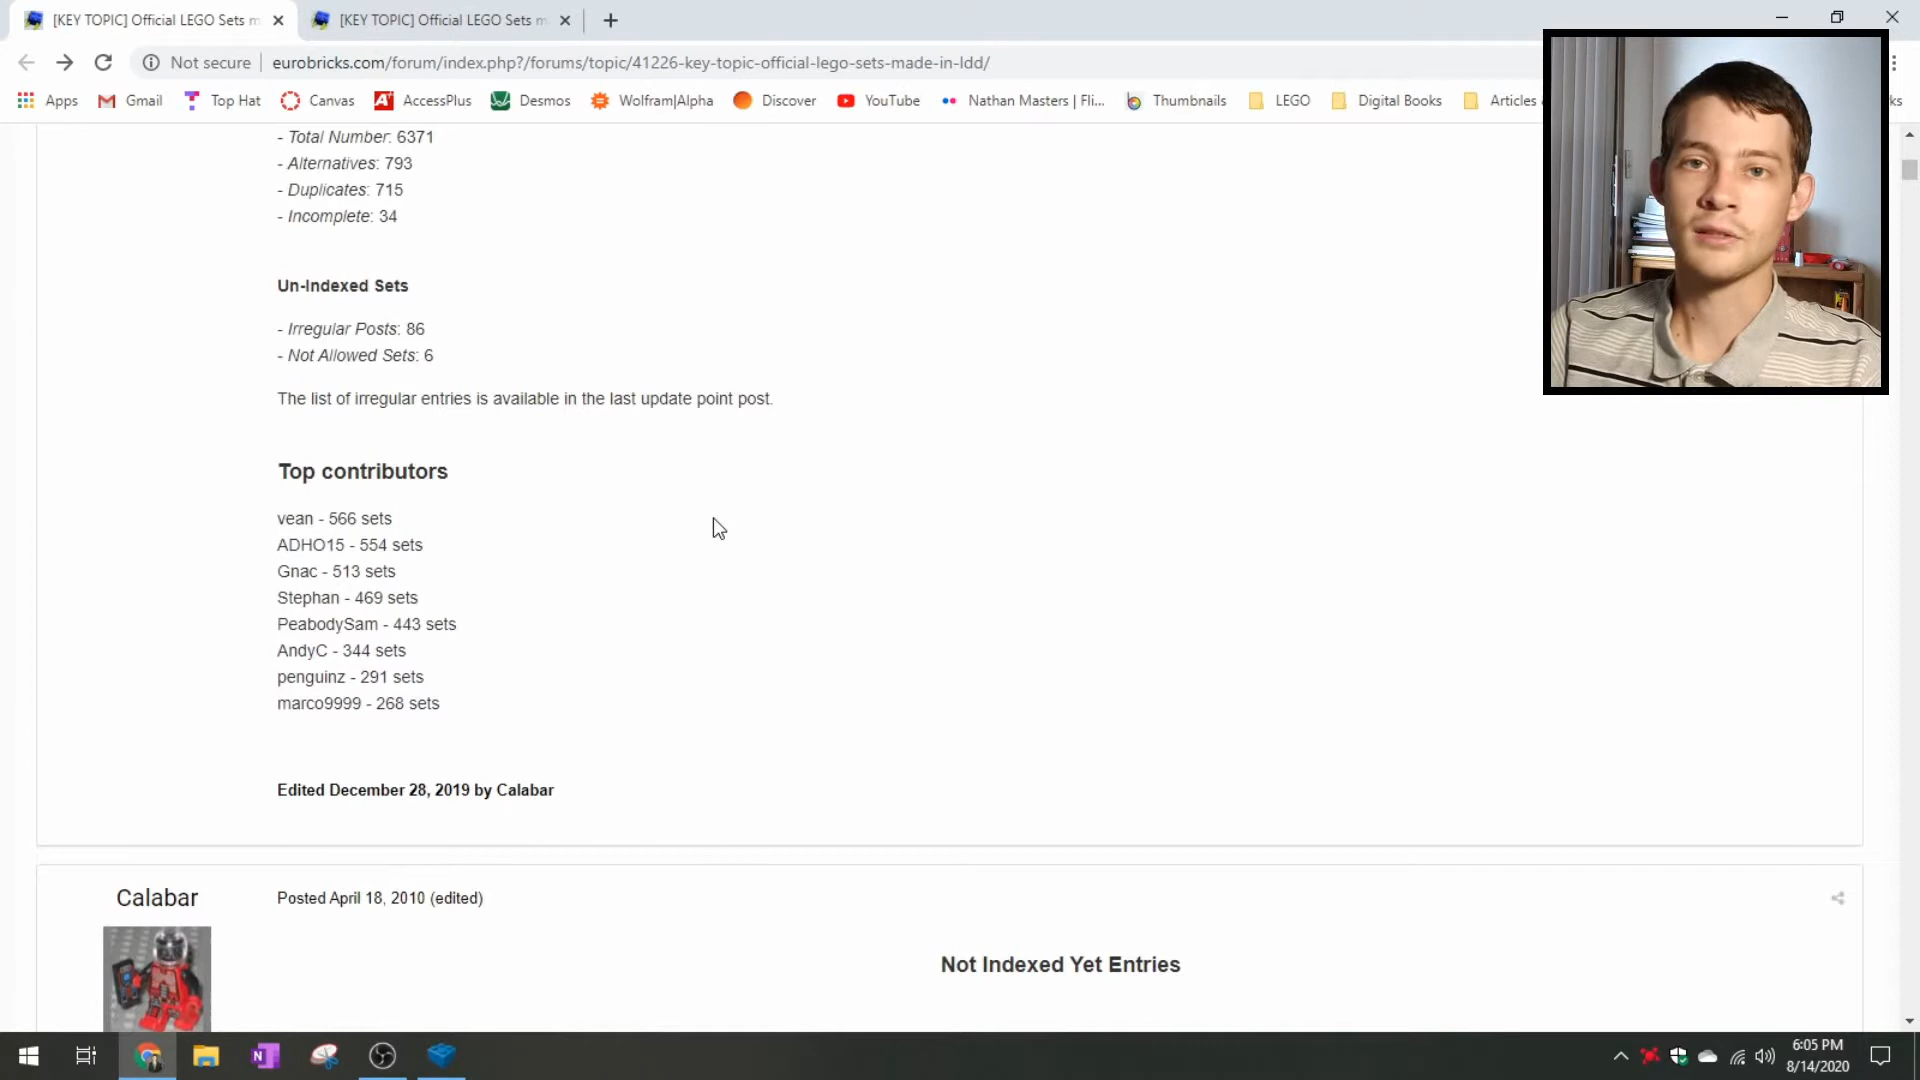 [KEY TOPIC] Official LEGO Sets m
[KEY TOPIC] Official LEGO Sets m
Not secure
eurobricks.com/forum/index.php?/forums/topic/41226-key-topic-official-lego-sets-made-in-ldd/
Apps
Gmail
Top Hat
Canvas
AccessPlus
Desmos
Wolfram|Alpha
Discover
YouTube
Nathan Masters | Fli...
Thumbnails
LEGO
Digital Books
Articles
- Total Number: 6371
- Alternatives: 793
- Duplicates: 715
- Incomplete: 34
Un-Indexed Sets
- Irregular Posts: 86
- Not Allowed Sets: 6
The list of irregular entries is available in the last update point post.
Top contributors
vean - 566 sets
ADHO15 - 554 sets
Gnac - 513 sets
Stephan - 469 sets
PeabodySam - 443 sets
AndyC - 344 sets
penguinz - 291 sets
marco9999 - 268 sets
Edited December 28, 2019 by Calabar
Calabar
Posted April 18, 2010 (edited)
Not Indexed Yet Entries
6:05 PM
8/14/2020